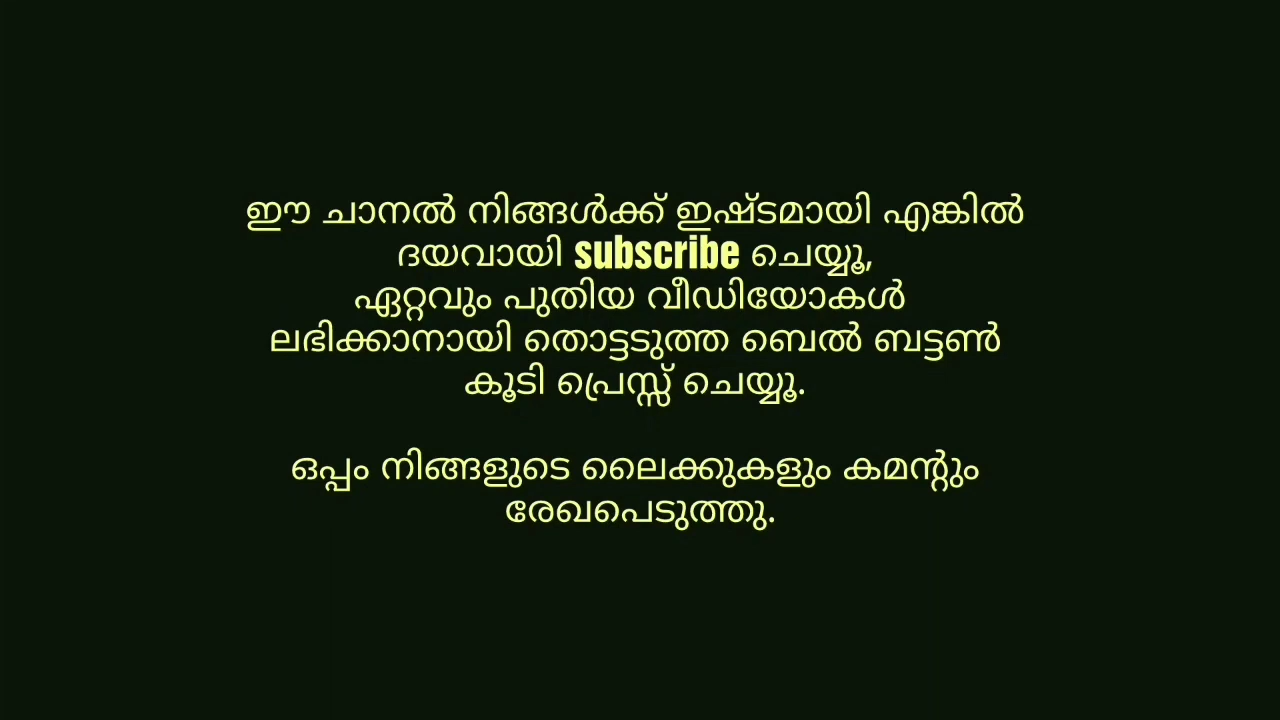 ഈ ചാനൽ നിങ്ങൾക്ക് ഇഷ്ടമായി എങ്കിൽ
ദയവായി subscribe ചെയ്യൂ,
ഏറ്റവും പുതിയ വീഡിയോകൾ
ലഭിക്കാനായി തൊട്ടടുത്ത ബെൽ ബട്ടൺ
കൂടി പ്രെസ്സ് ചെയ്യൂ.
ഒപ്പം നിങ്ങളുടെ ലൈക്കുകളും കമന്റും
രേഖപെടുത്തു.